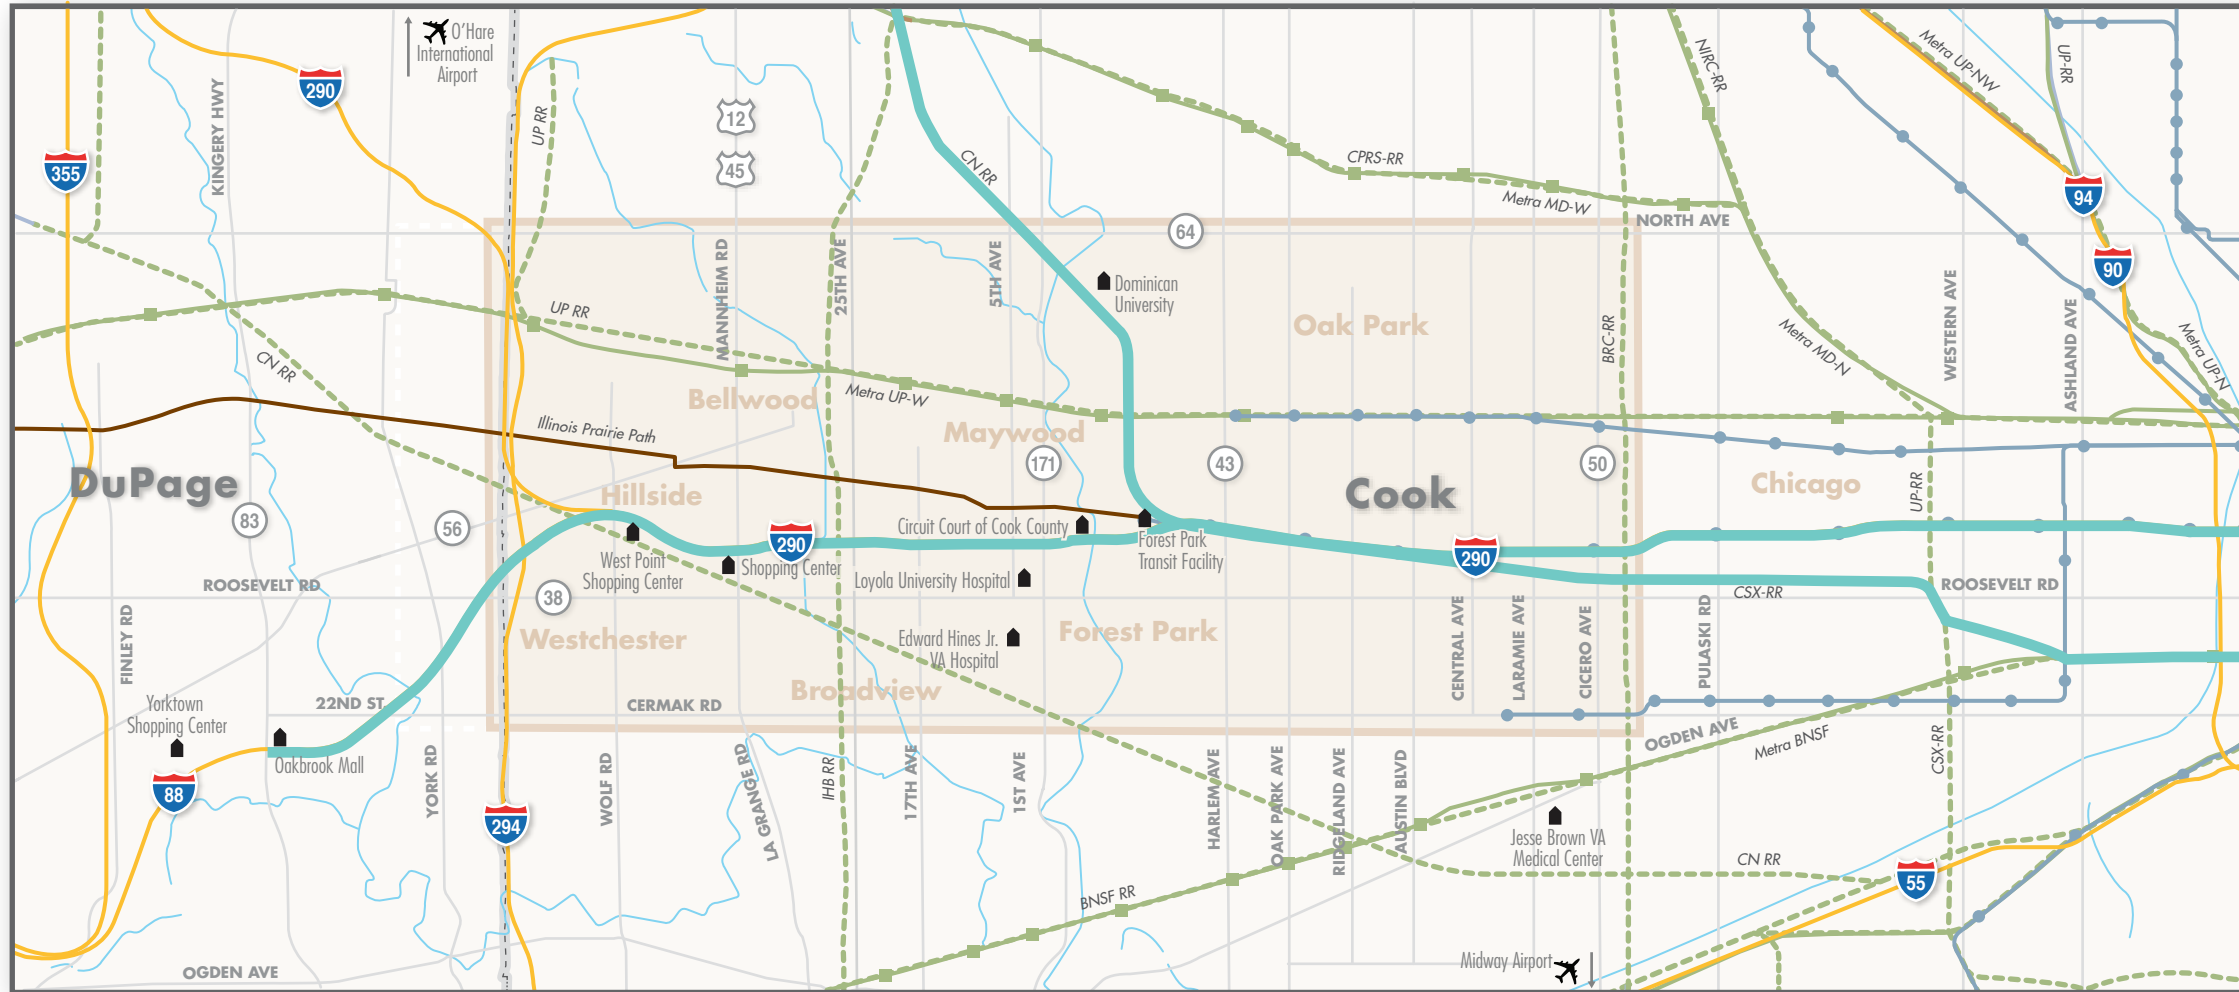 O'Hare
International
Airport
290
355
KINGERY HWY
UP RR
12
45
CN RR
CPRS-RR
Metra MD-W
NIRC-RR
Metra UP-NW
UP-RR
94
90
NORTH AVE
64
MANNHEIM RD
25TH AVE
5TH AVE
Dominican
University
Oak Park
BRC-RR
Metra MD-N
WESTERN AVE
ASHLAND AVE
Metra UP-N
UP RR
CN RR
Bellwood
Metra UP-W
Maywood
Illinois Prairie Path
171
43
50
DuPage
Hillside
Cook
Chicago
UP-RR
83
56
Circuit Court of Cook County
290
Forest Park
Transit Facility
290
West Point
Shopping Center
Shopping Center
Loyola University Hospital
ROOSEVELT RD
38
CSX-RR
ROOSEVELT RD
FINLEY RD
Westchester
Edward Hines Jr.
VA Hospital
Forest Park
CENTRAL AVE
LARAMIE AVE
CICERO AVE
PULASKI RD
Broadview
Yorktown
Shopping Center
22ND ST
CERMAK RD
OGDEN AVE
Metra BNSF
CSX-RR
Oakbrook Mall
88
YORK RD
294
WOLF RD
LA GRANGE RD
IHB RR
17TH AVE
1ST AVE
HARLEM AVE
OAK PARK AVE
RIDGELAND AVE
AUSTIN BLVD
Jesse Brown VA
Medical Center
CN RR
55
BNSF RR
Midway Airport
OGDEN AVE